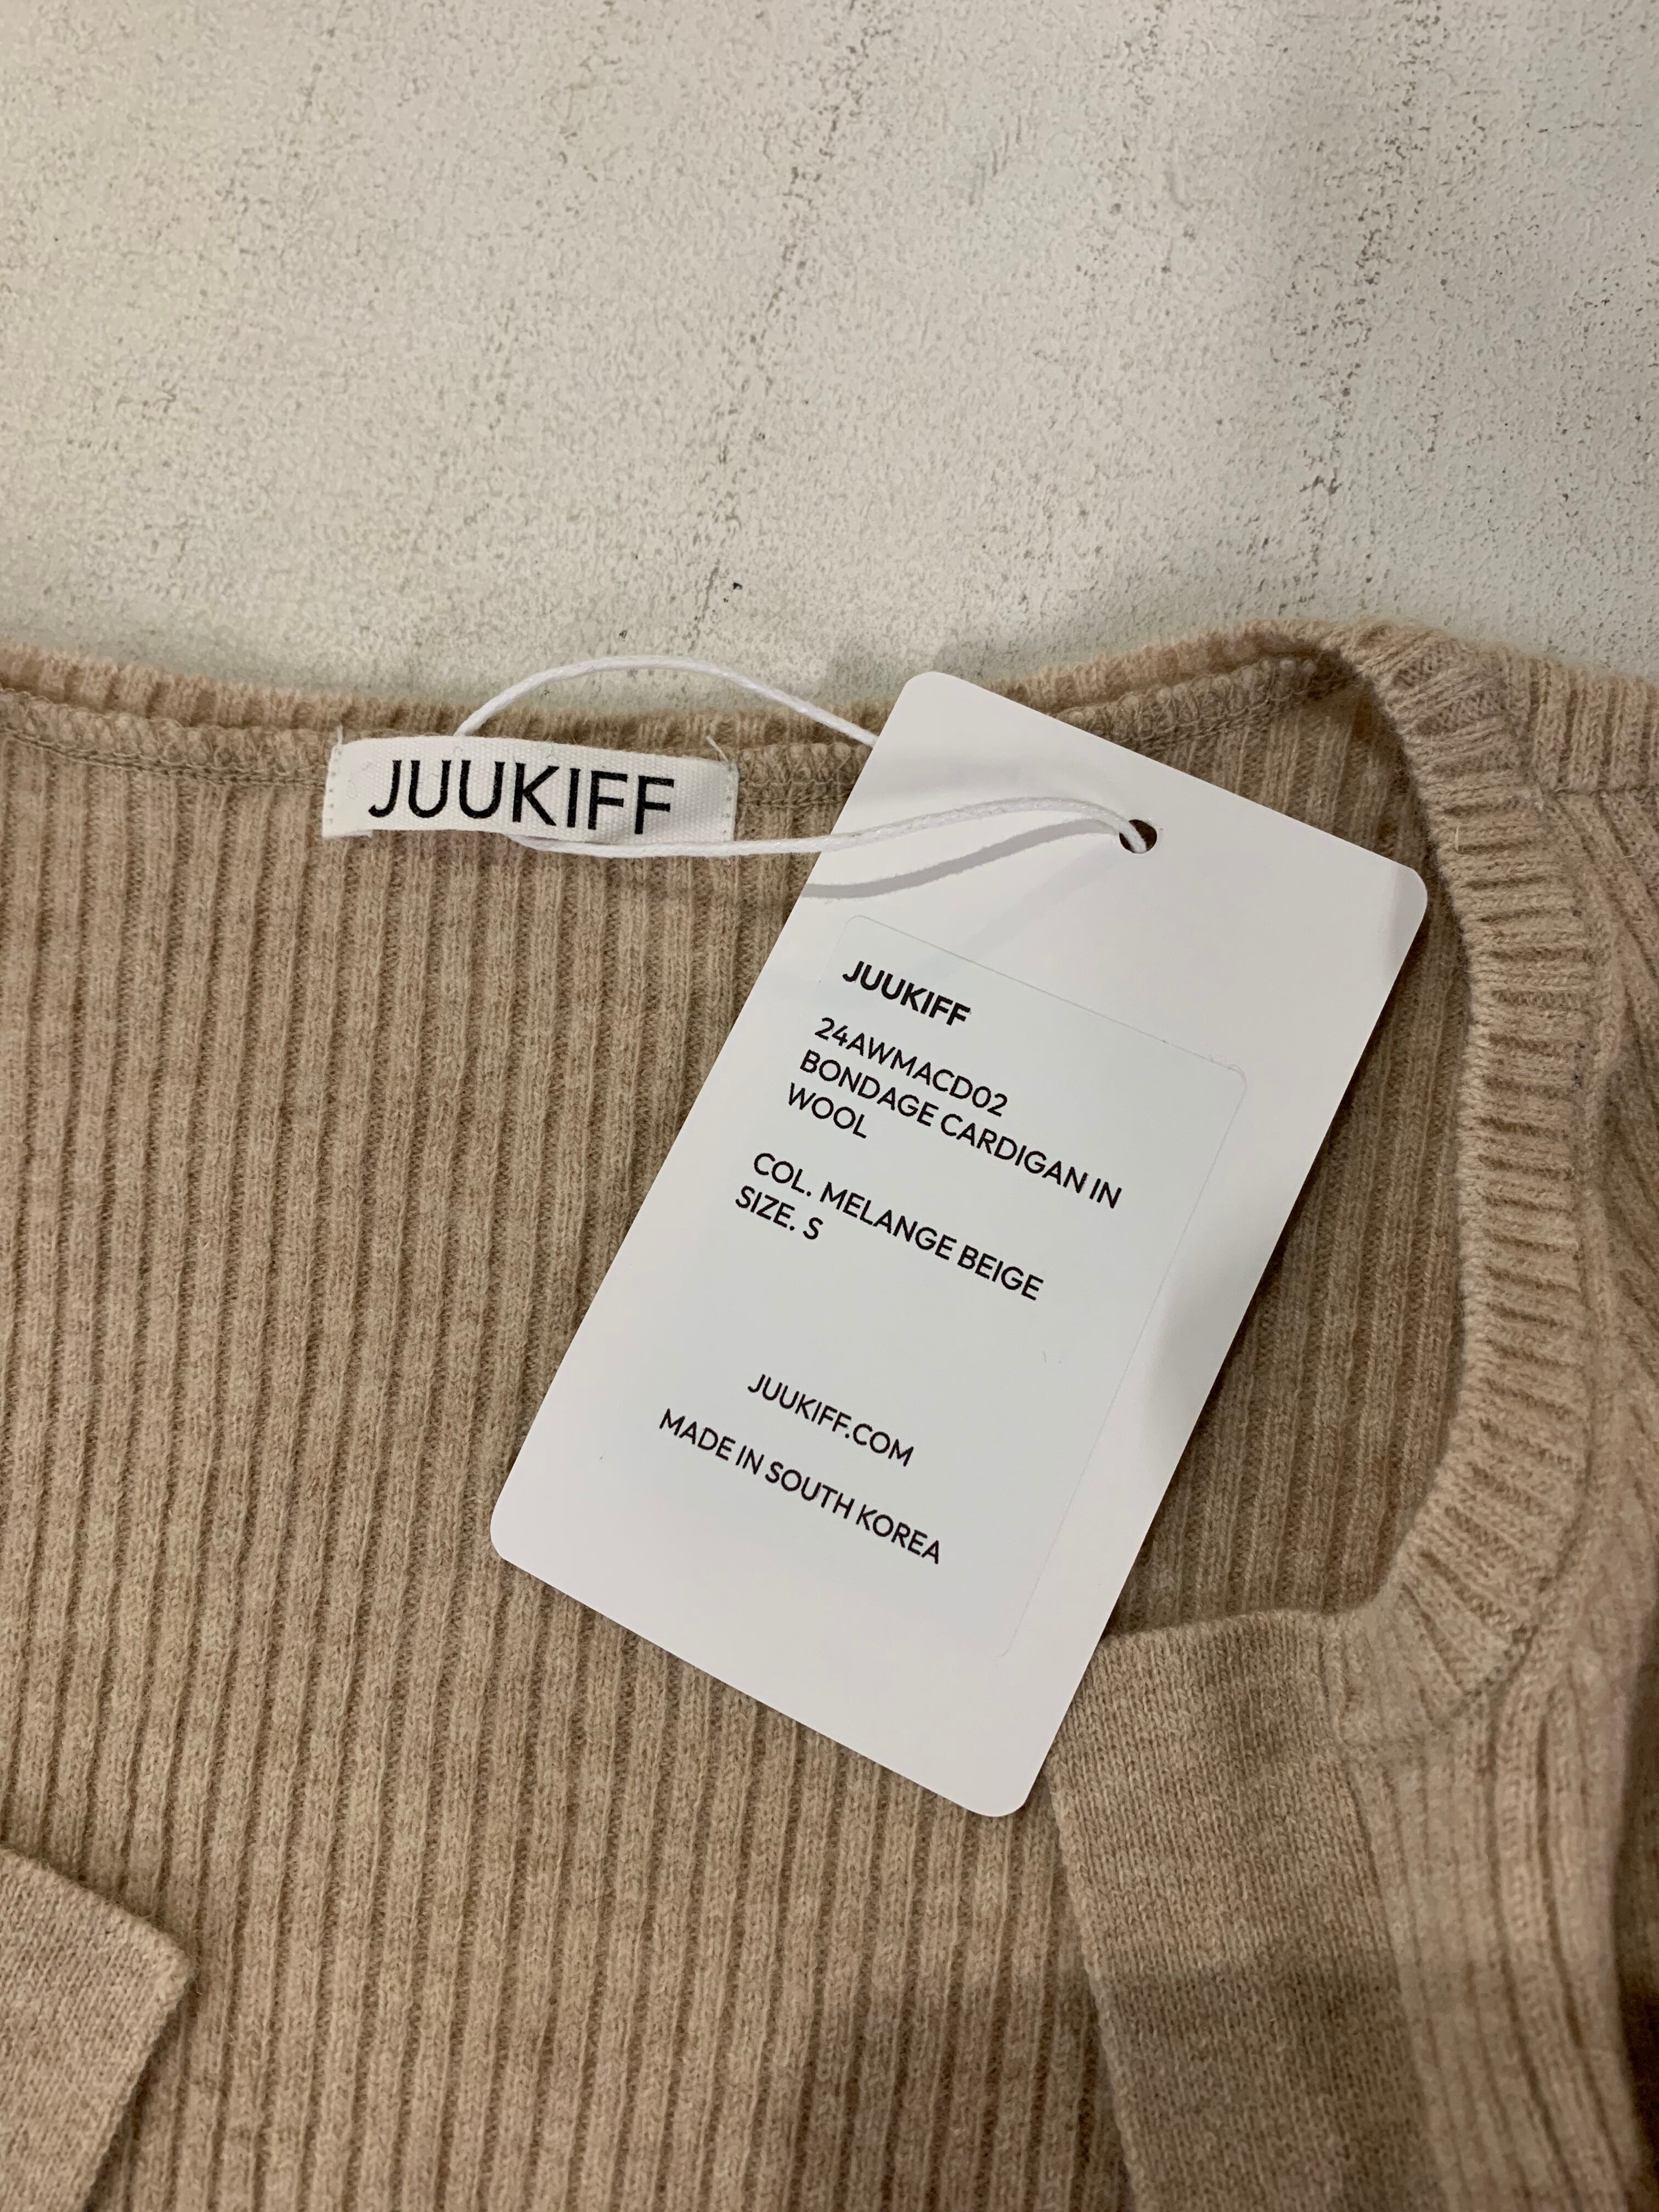 JUUKIFF
JUUKIFF
24AWMACD02
BONDAGE CARDIGAN IN
WOOL
COL. MELANGE BEIGE
SIZE. S
JUUKIFF.COM
MADE IN SOUTH KOREA